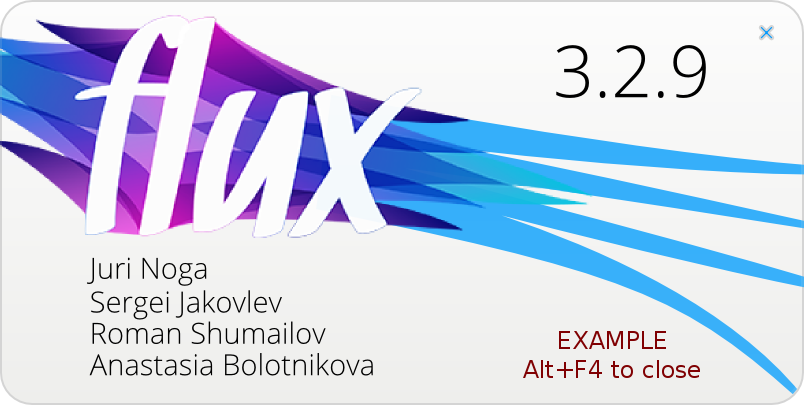 flux
3.2.9
Juri Noga
Sergei Jakovlev
Roman Shumailov
Anastasia Bolotnikova
EXAMPLE
Alt+F4 to close